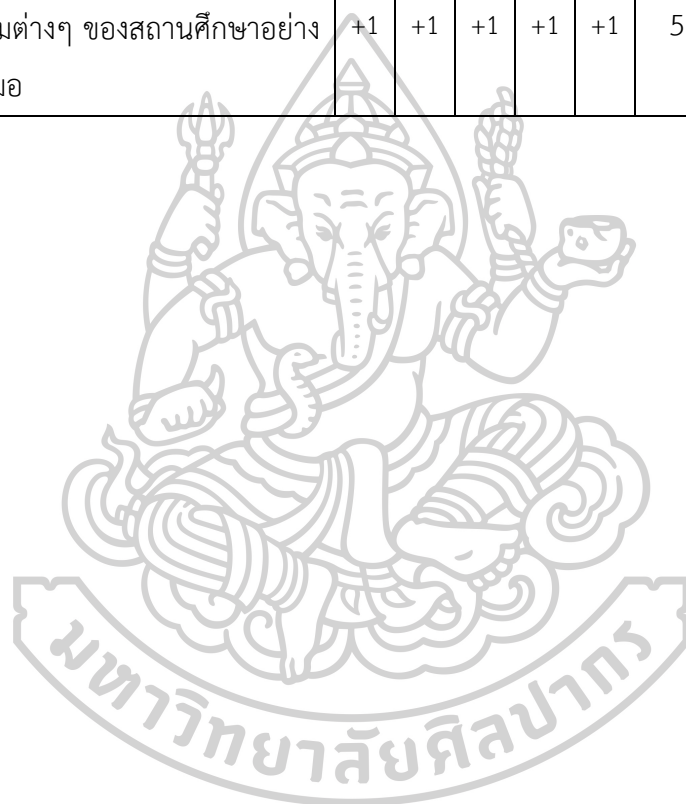 มต่างๆ ของสถานศึกษาอย่าง +1 +1 +1 +1 +1 5
มอ
มหาวิทยาลัยศิลปากร